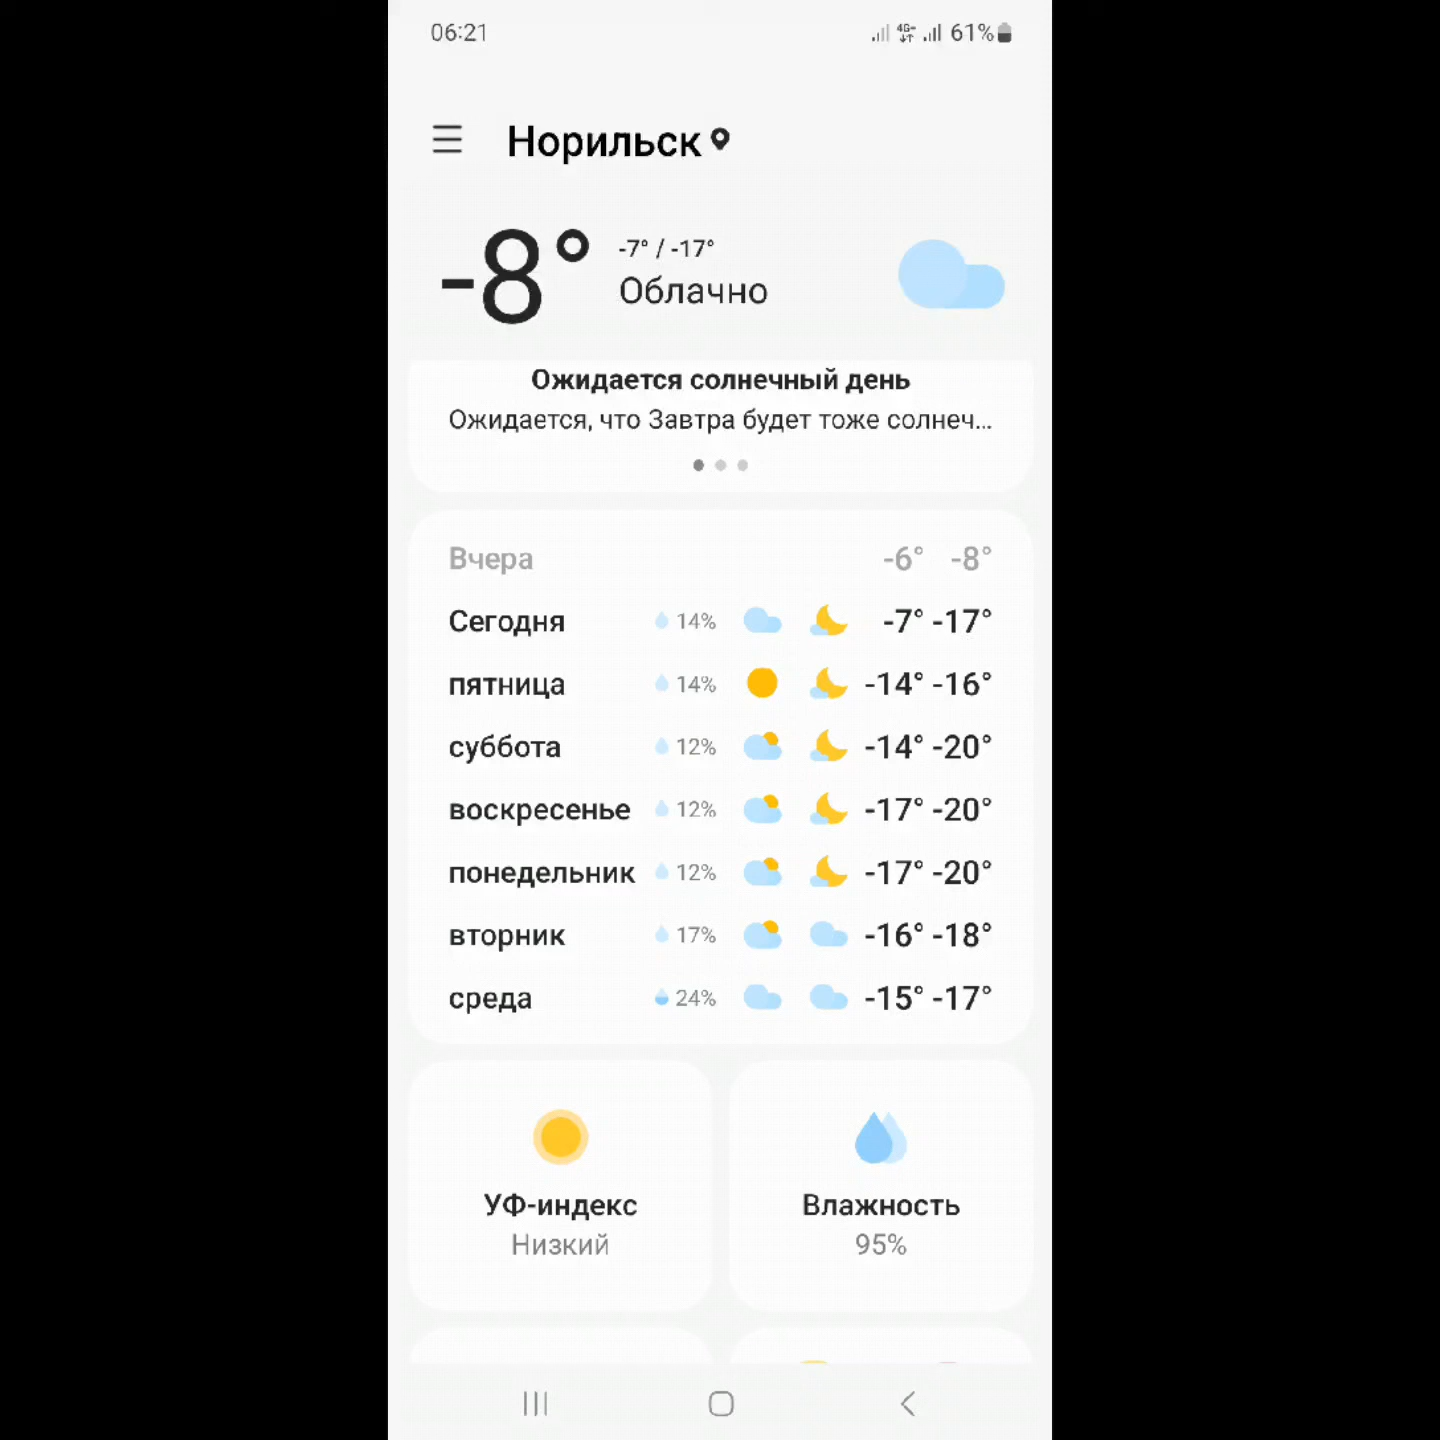 06:21 4G+ 61%
Норильск
-8° -7° / -17°
Облачно
Ожидается солнечный день
Ожидается, что Завтра будет тоже солнеч...
Вчера -6° -8°
Сегодня 14% -7° -17°
пятница 14% -14° -16°
суббота 12% -14° -20°
воскресенье 12% -17° -20°
понедельник 12% -17° -20°
вторник 17% -16° -18°
среда 24% -15° -17°
УФ-индекс Влажность
Низкий 95%